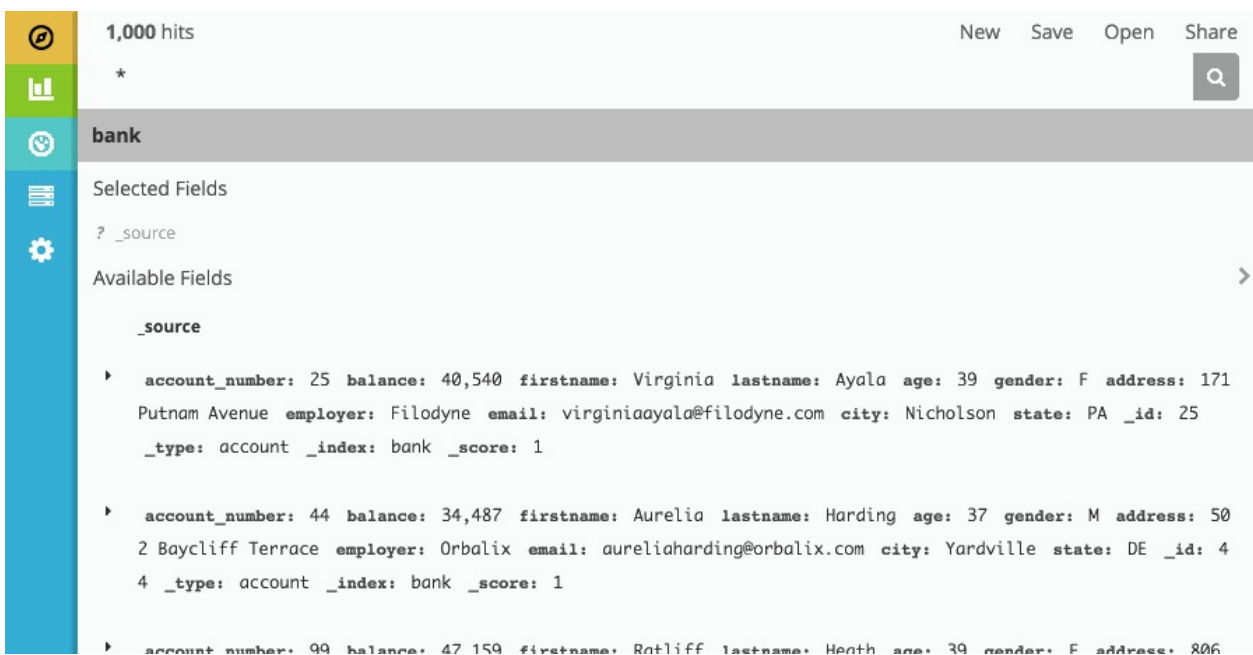 1,000 hits New Save Open Share
*
bank
Selected Fields
? _source
Available Fields
_source
account_number: 25 balance: 40,540 firstname: Virginia lastname: Ayala age: 39 gender: F address: 171
Putnam Avenue employer: Filodyne email: virginiaayala@filodyne.com city: Nicholson state: PA _id: 25
_type: account _index: bank _score: 1
account_number: 44 balance: 34,487 firstname: Aurelia lastname: Harding age: 37 gender: M address: 50
2 Baycliff Terrace employer: Orbalix email: aureliaharding@orbalix.com city: Yardville state: DE _id: 4
4 _type: account _index: bank _score: 1
account_number: 99 balance: 47,159 firstname: Ratliff lastname: Heath age: 39 gender: F address: 806